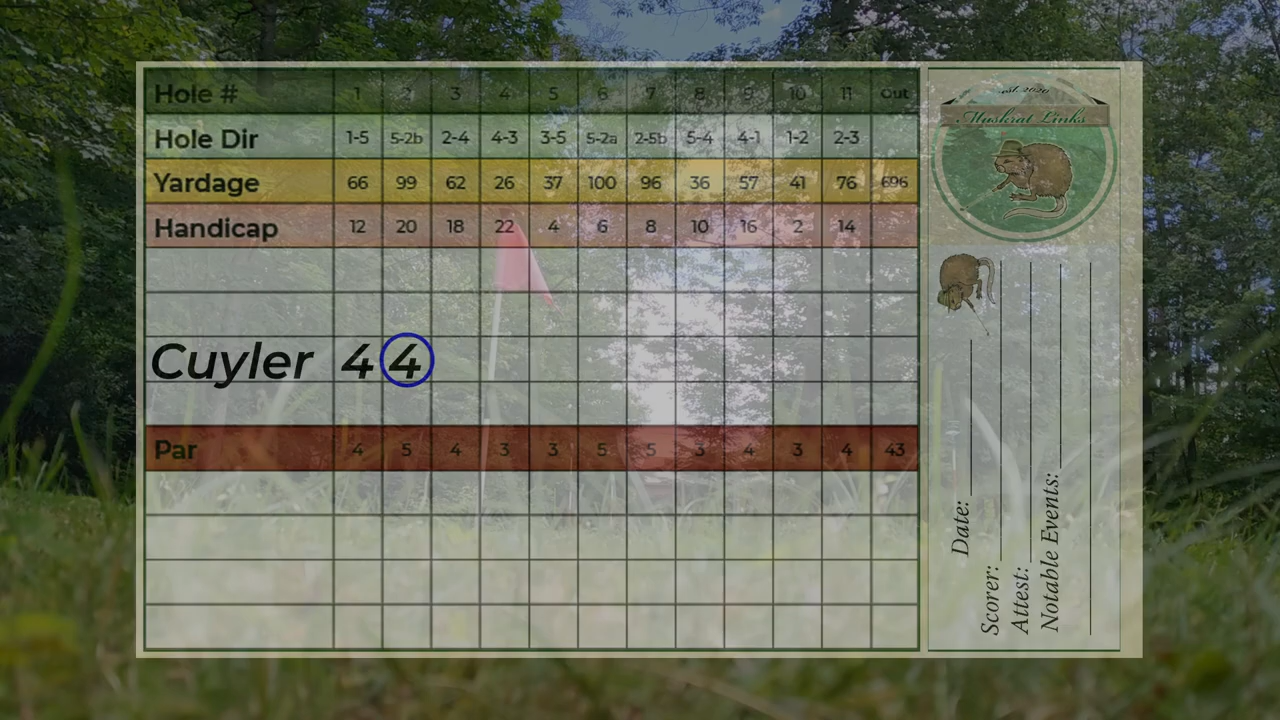 Hole # 1 2 3 4 5 6 7 8 9 10 11 Out
Hole Dir 1-5 5-2b 2-4 4-3 3-5 5-2a 2-5b 5-4 4-1 1-2 2-3
Yardage 66 99 62 26 37 100 96 36 57 41 76 696
Handicap 12 20 18 22 4 6 8 10 16 2 14
Cuyler 4 4
Par 4 5 4 3 3 5 5 3 4 3 4 43
est. 2020
Muskrat Links
Date:
Scorer:
Attest:
Notable Events: